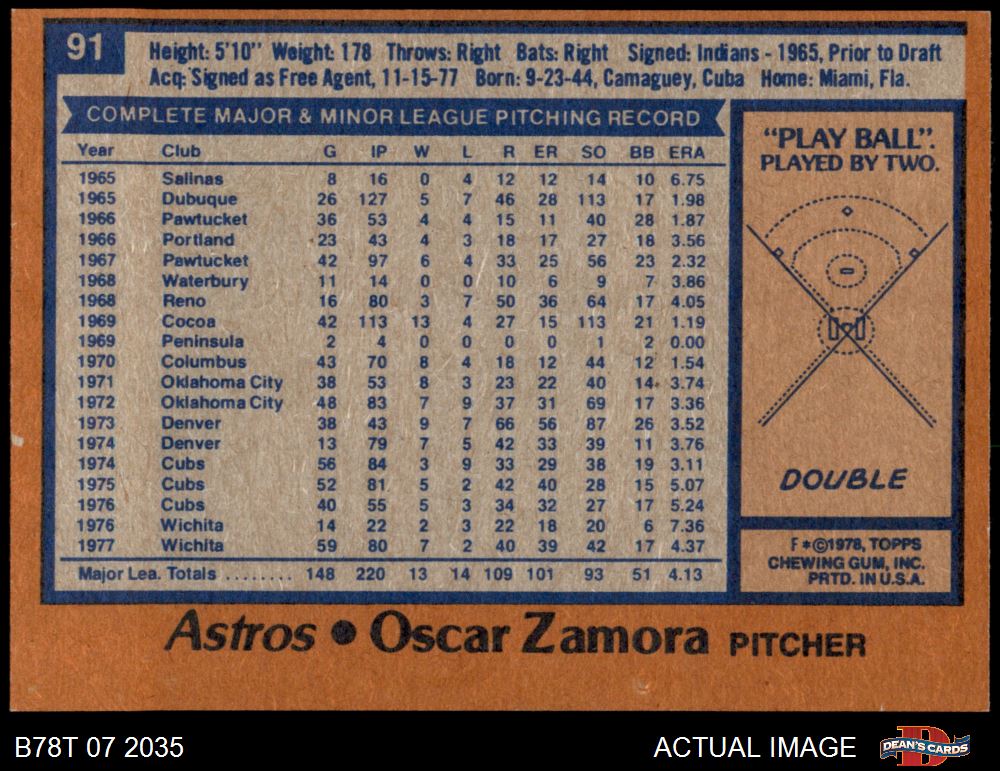 91
Height: 5'10" Weight: 178 Throws: Right Bats: Right Signed: Indians - 1965, Prior to Draft
Acq: Signed as Free Agent, 11-15-77 Born: 9-23-44, Camaguey, Cuba Home: Miami, Fla.
COMPLETE MAJOR & MINOR LEAGUE PITCHING RECORD
Year Club G IP W L R ER SO BB ERA
1965 Salinas 8 16 0 4 12 12 14 10 6.75
1965 Dubuque 26 127 5 7 46 28 113 17 1.98
1966 Pawtucket 36 53 4 4 15 11 40 28 1.87
1966 Portland 23 43 4 3 18 17 27 18 3.56
1967 Pawtucket 42 97 6 4 33 25 56 23 2.32
1968 Waterbury 11 14 0 0 10 6 9 7 3.86
1968 Reno 16 80 3 7 50 36 64 17 4.05
1969 Cocoa 42 113 13 4 27 15 113 21 1.19
1969 Peninsula 2 4 0 0 0 0 1 2 0.00
1970 Columbus 43 70 8 4 18 12 44 12 1.54
1971 Oklahoma City 38 53 8 3 23 22 40 14 3.74
1972 Oklahoma City 48 83 7 9 37 31 69 17 3.36
1973 Denver 38 43 9 7 66 56 87 26 3.52
1974 Denver 13 79 7 5 42 33 39 11 3.76
1974 Cubs 56 84 3 9 33 29 38 19 3.11
1975 Cubs 52 81 5 2 42 40 28 15 5.07
1976 Cubs 40 55 5 3 34 32 27 17 5.24
1976 Wichita 14 22 2 3 22 18 20 6 7.36
1977 Wichita 59 80 7 2 40 39 42 17 4.37
Major Lea. Totals ........ 148 220 13 14 109 101 93 51 4.13
"PLAY BALL".
PLAYED BY TWO.
DOUBLE
F*©1978, TOPPS
CHEWING GUM, INC.
PRTD. IN U.S.A.
Astros • Oscar Zamora PITCHER
B78T 07 2035
ACTUAL IMAGE
D
DEAN'S CARDS